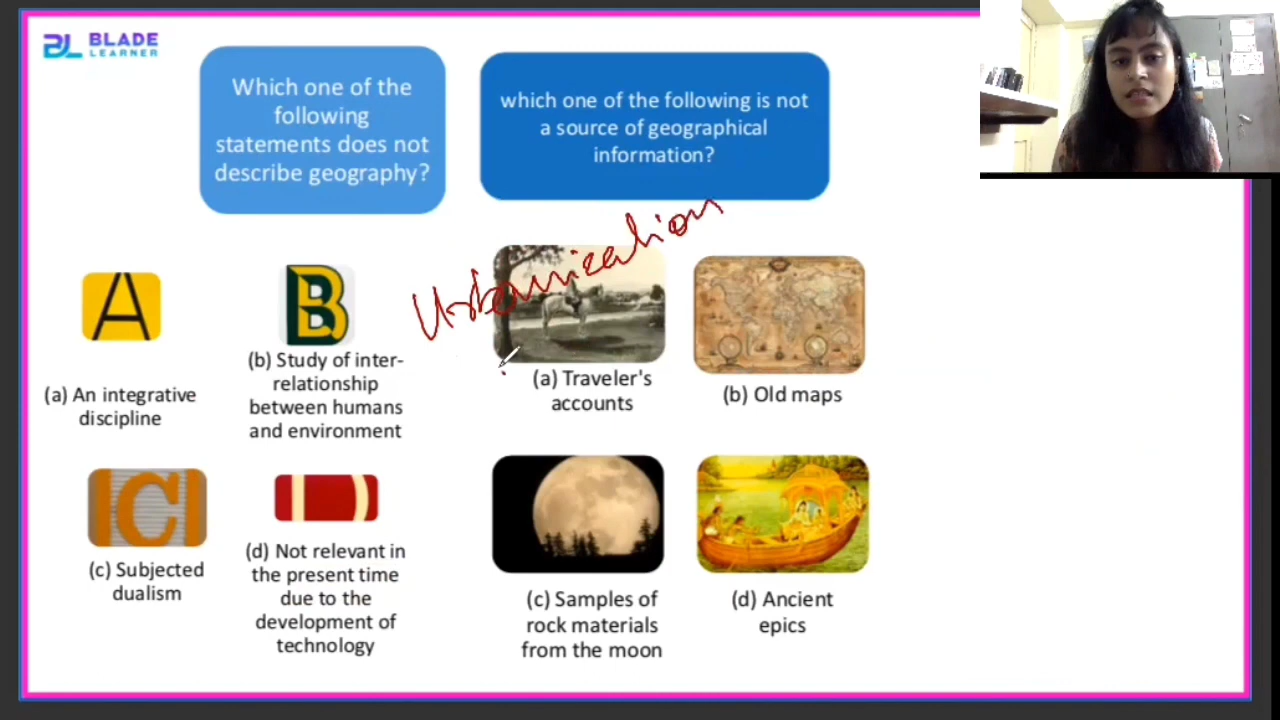 BLADE
LEARNER
Which one of the
following
statements does not
describe geography?
which one of the following is not
a source of geographical
information?
Urbanization
A
(a) An integrative
discipline
B
(b) Study of inter-
relationship
between humans
and environment
(a) Traveler's
accounts
(b) Old maps
C
(c) Subjected
dualism
(d) Not relevant in
the present time
due to the
development of
technology
(c) Samples of
rock materials
from the moon
(d) Ancient
epics